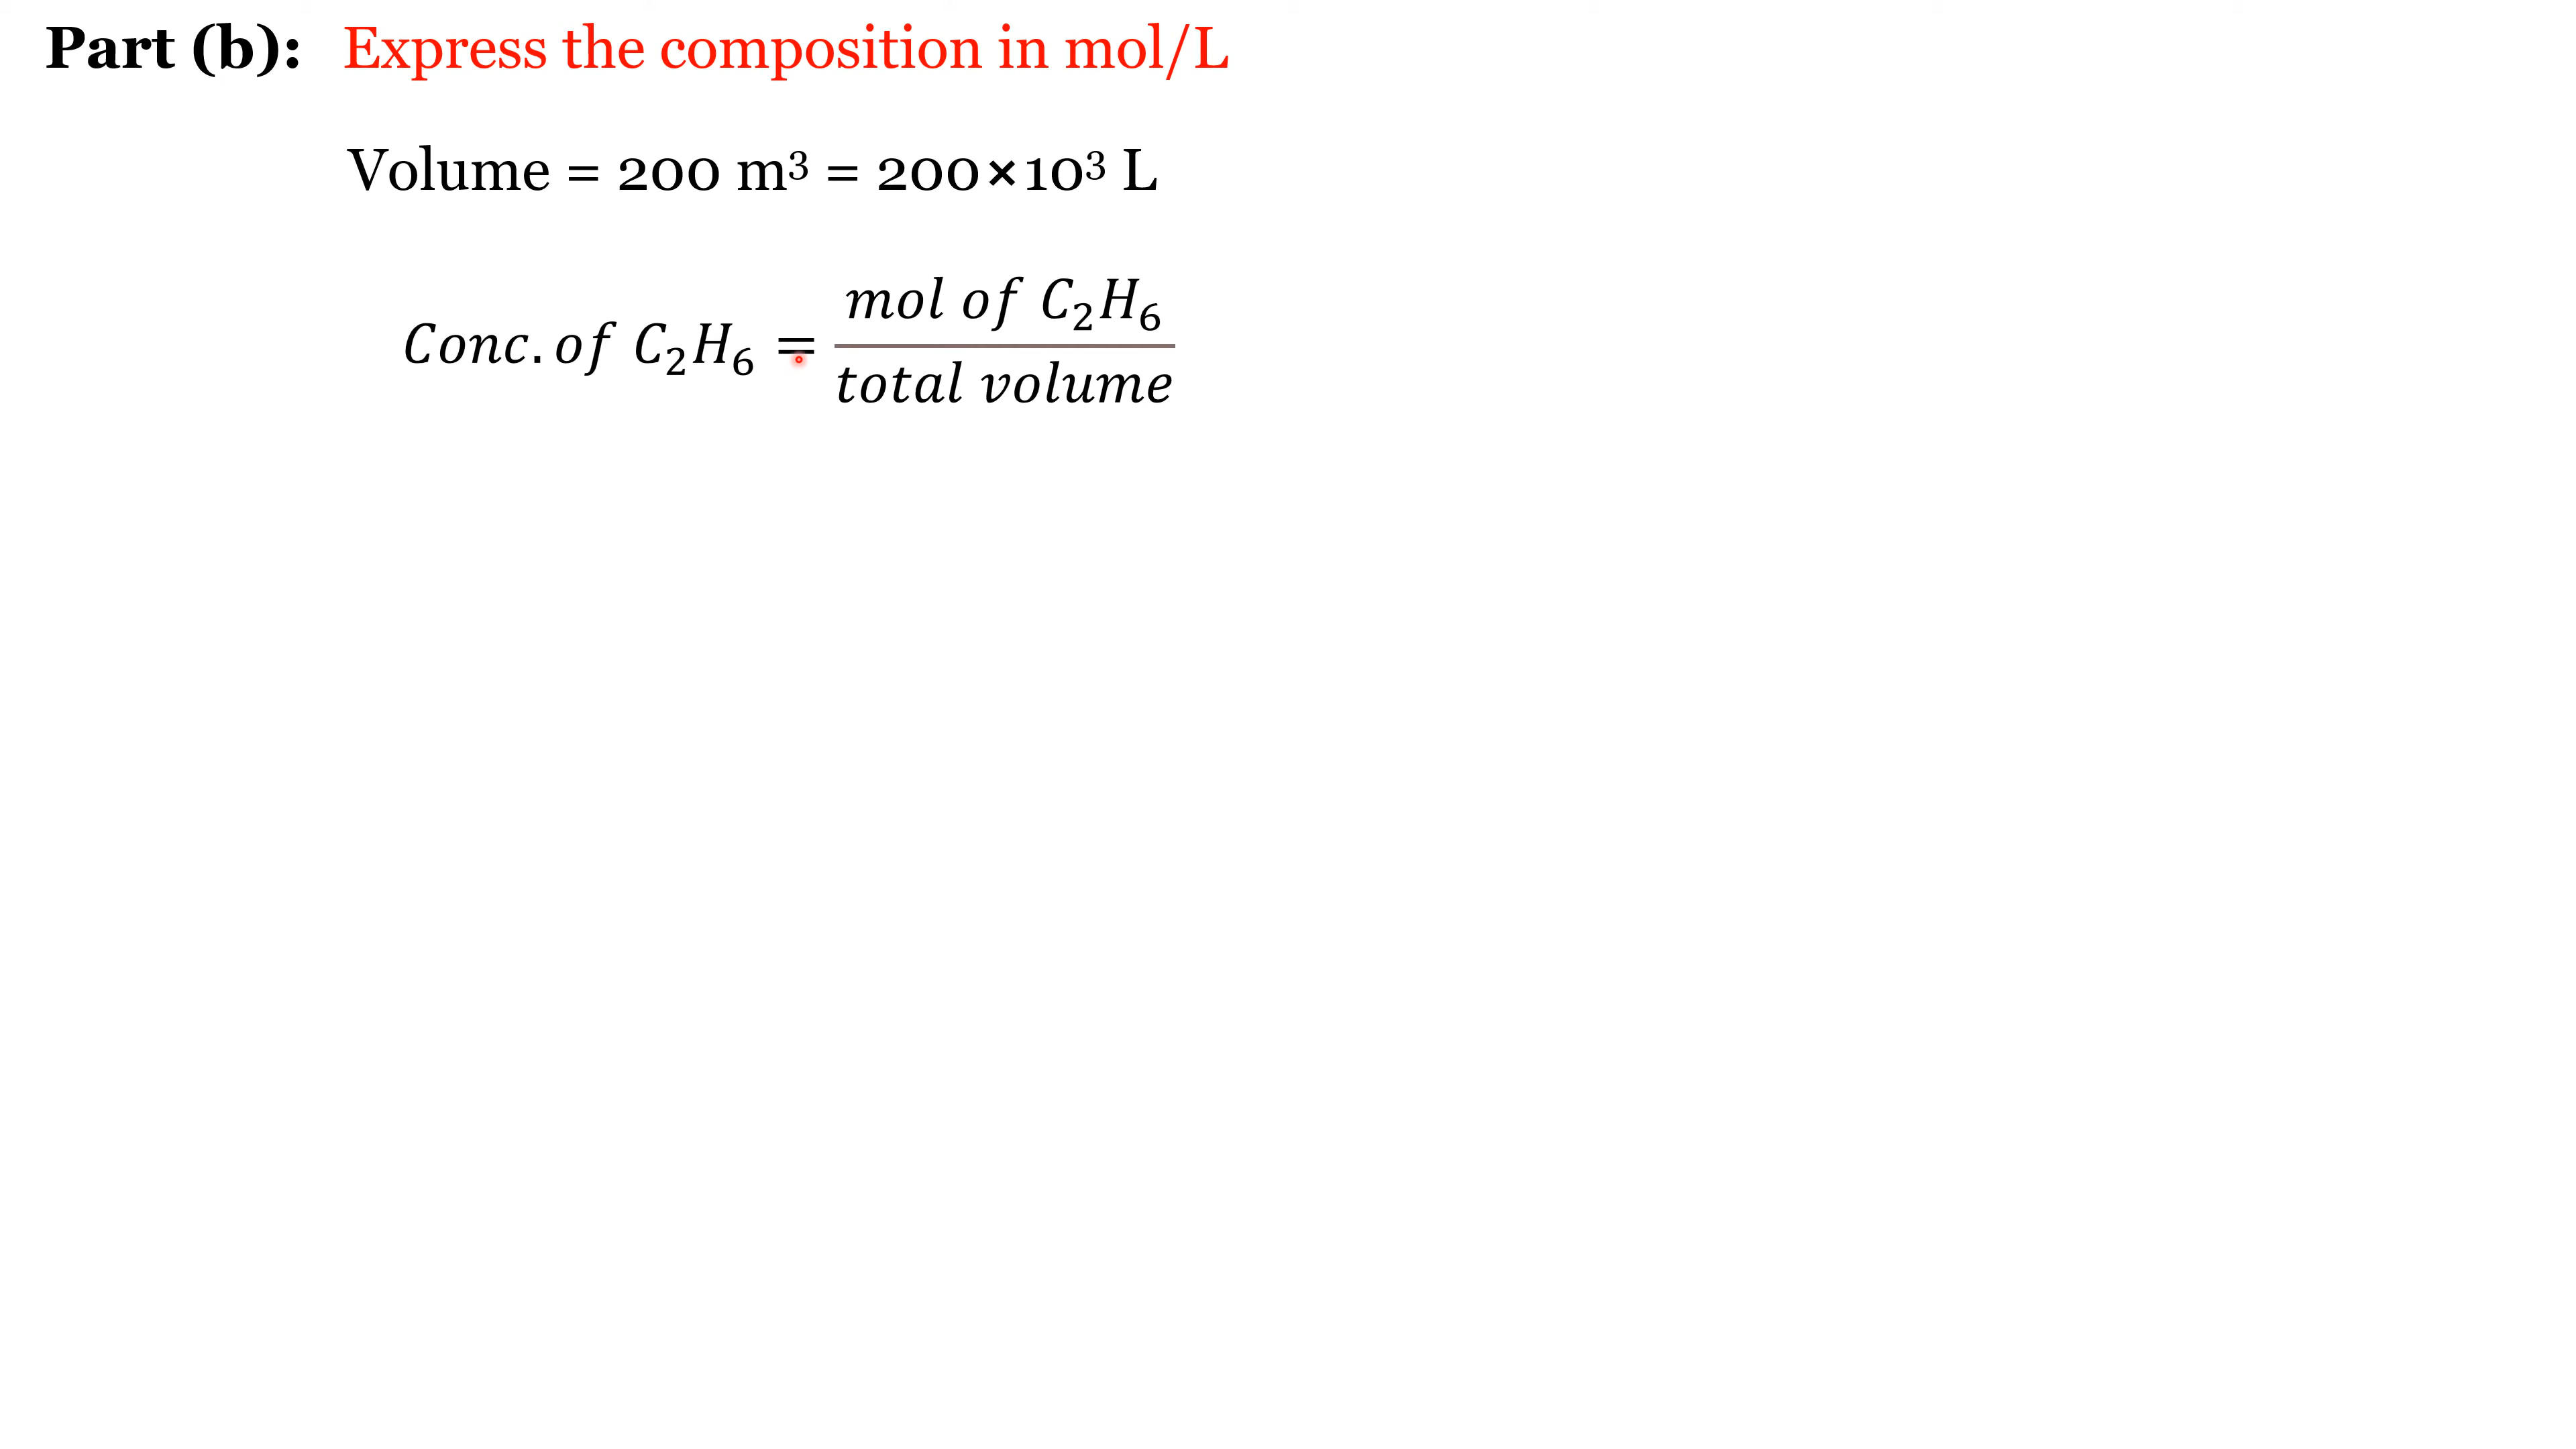 Part (b): Express the composition in mol/L
Volume = 200 m³ = 200×10³ L
Conc. of C₂H₆ = mol of C₂H₆ / total volume